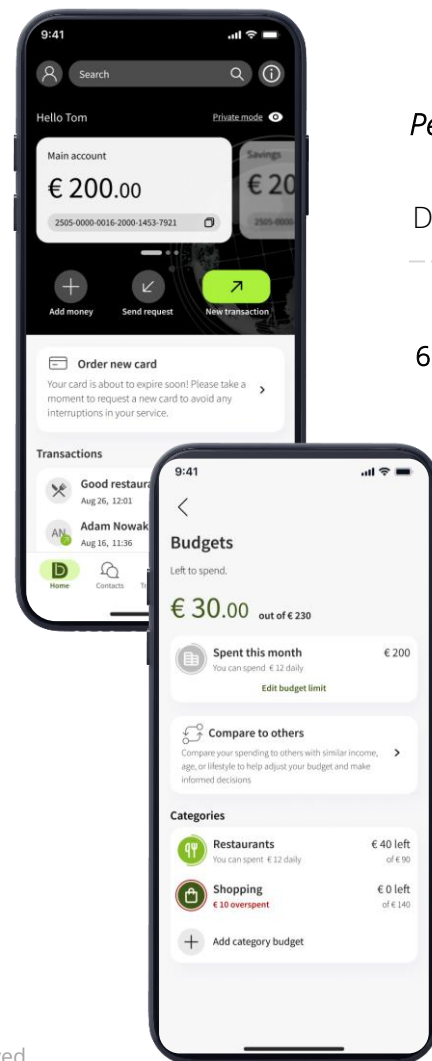 9:41
Search
Hello Tom
Private mode
Main account
€ 200.00
2505-0000-0016-2000-1453-7921
Savings
€ 20
2505-0000
Add money
Send request
New transaction
Order new card
Your card is about to expire soon! Please take a
moment to request a new card to avoid any
interruptions in your service.
Transactions
Good restaura
Aug 26, 12:01
AN
Adam Nowak
Aug 16, 11:36
Home
Contacts
Pe
D
6
9:41
Budgets
Left to spend.
€ 30.00 out of € 230
Spent this month
€ 200
You can spend € 12 daily
Edit budget limit
Compare to others
Compare your spending to others with similar income,
age, or lifestyle to help adjust your budget and make
informed decisions
Categories
Restaurants
€ 40 left
You can spent € 12 daily
of € 90
Shopping
€ 0 left
€ 10 overspent
of € 140
Add category budget
ved